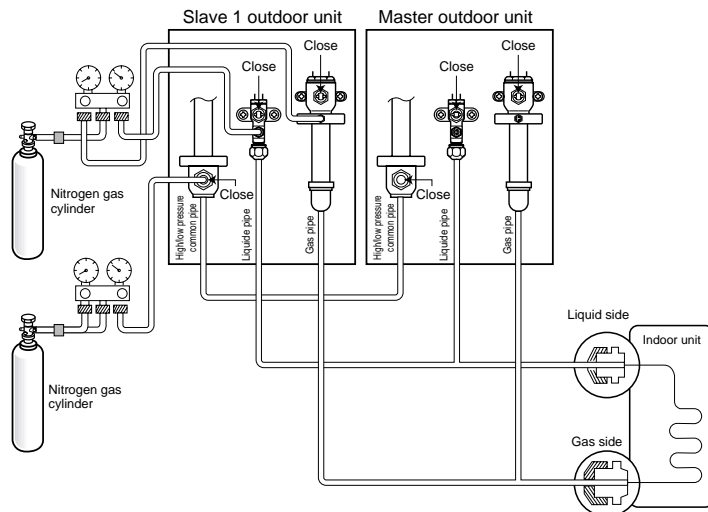 Slave 1 outdoor unit
Master outdoor unit
Close
Close
Close
Close
Nitrogen gas
cylinder
Close
Close
High/low pressure
common pipe
Liquide pipe
Gas pipe
High/low pressure
common pipe
Liquide pipe
Gas pipe
Nitrogen gas
cylinder
Liquid side
Indoor unit
Gas side